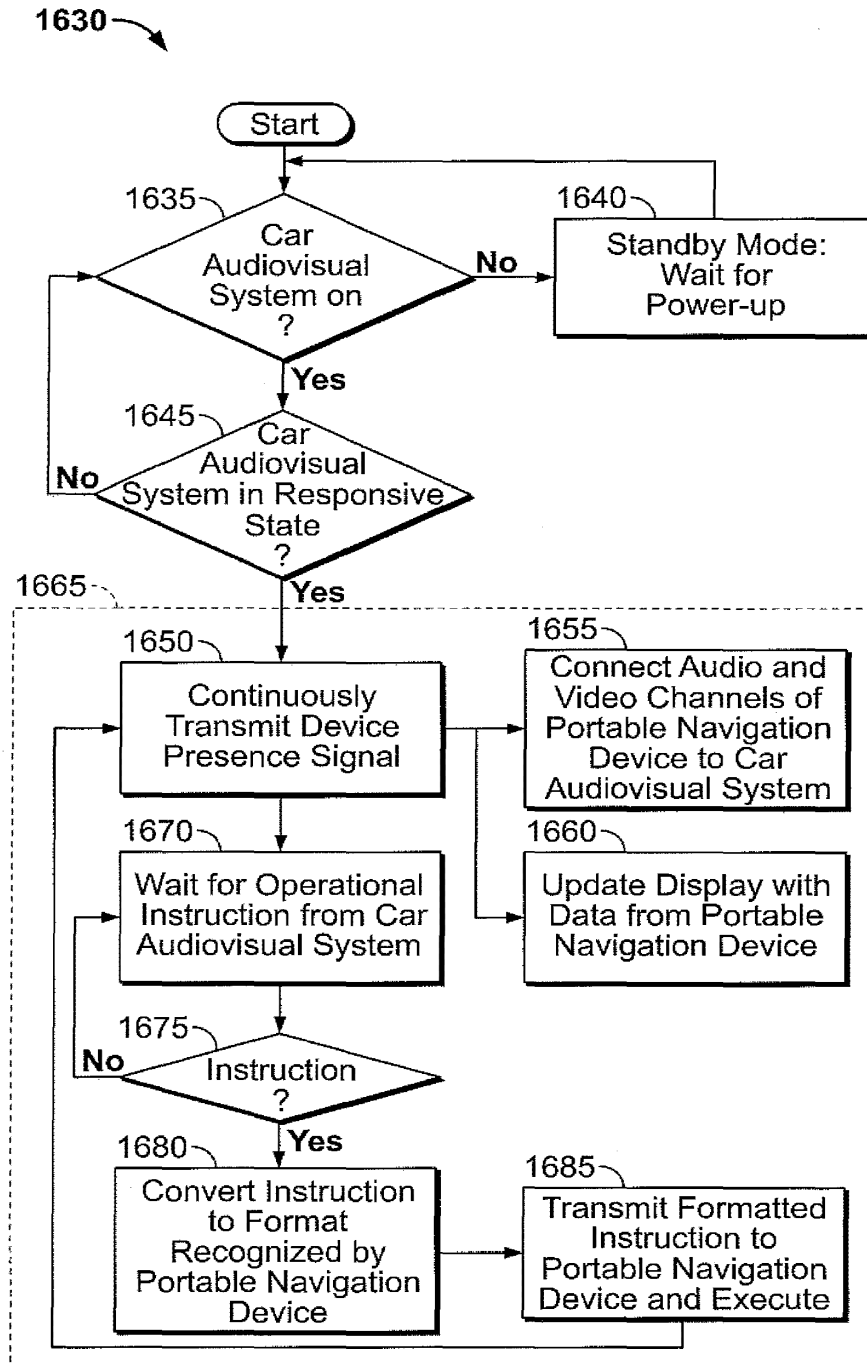 1630
Start
1635
Car
Audiovisual
System on
?
No
1640
Standby Mode:
Wait for
Power-up
Yes
1645
Car
Audiovisual
System in Responsive
State
?
No
Yes
1665
1650
Continuously
Transmit Device
Presence Signal
1655
Connect Audio and
Video Channels of
Portable Navigation
Device to Car
Audiovisual System
1670
Wait for Operational
Instruction from Car
Audiovisual System
1660
Update Display with
Data from Portable
Navigation Device
1675
Instruction
?
No
Yes
1680
Convert Instruction
to Format
Recognized by
Portable Navigation
Device
1685
Transmit Formatted
Instruction to
Portable Navigation
Device and Execute